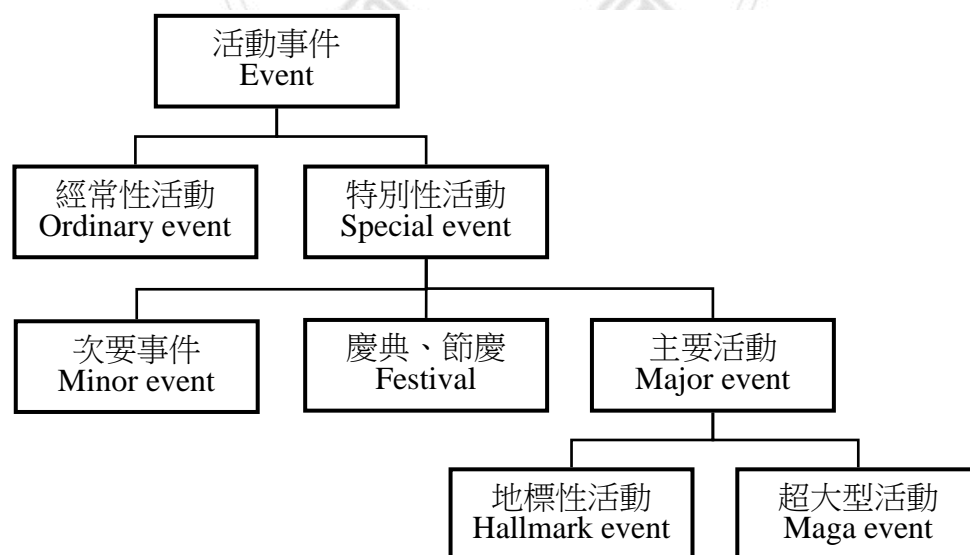 活動事件
Event
經常性活動
Ordinary event
特別性活動
Special event
次要事件
Minor event
慶典、節慶
Festival
主要活動
Major event
地標性活動
Hallmark event
超大型活動
Maga event